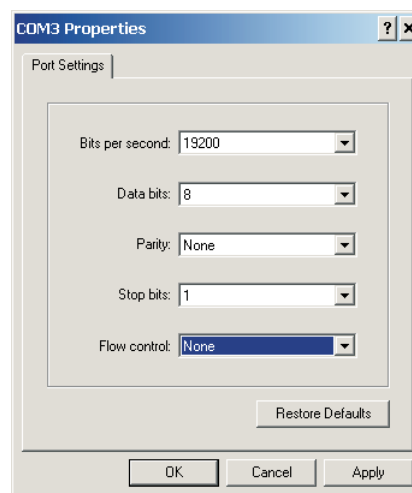 COM3 Properties
Port Settings
Bits per second: 19200
Data bits: 8
Parity: None
Stop bits: 1
Flow control: None
Restore Defaults
OK Cancel Apply